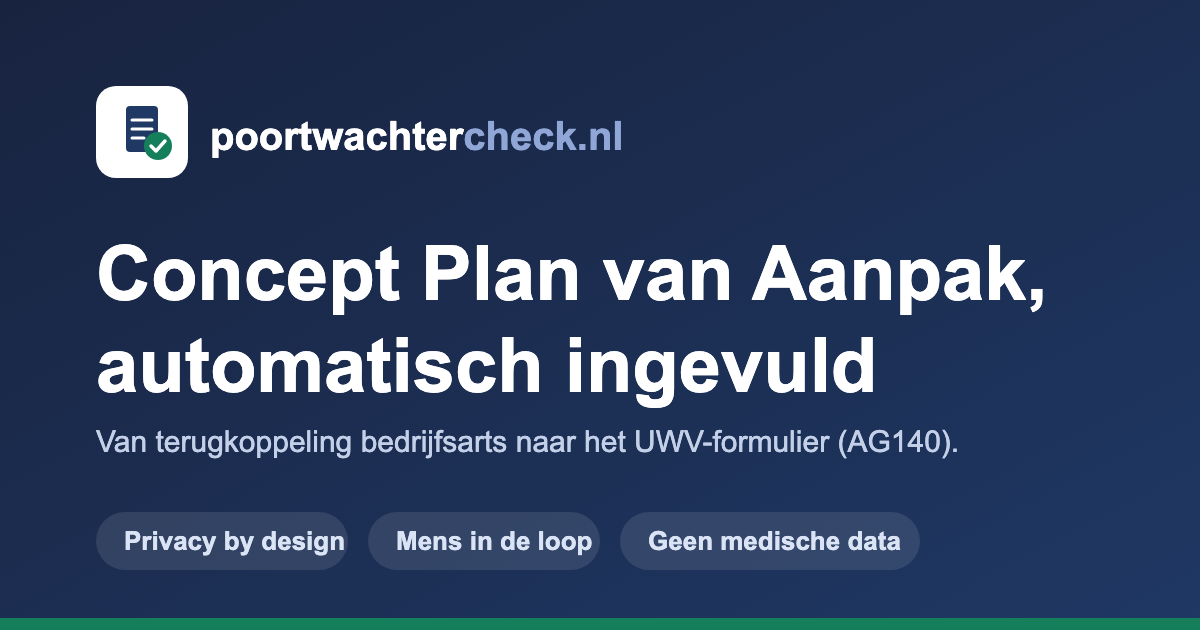 poortwachtercheck.nl
Concept Plan van Aanpak,
automatisch ingevuld
Van terugkoppeling bedrijfsarts naar het UWV-formulier (AG140).
Privacy by design
Mens in de loop
Geen medische data